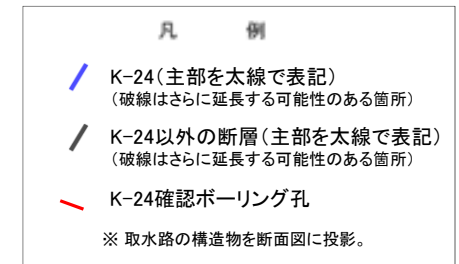 凡 例
K-24(主部を太線で表記)
(破線はさらに延長する可能性のある箇所)
K-24以外の断層(主部を太線で表記)
(破線はさらに延長する可能性のある箇所)
K-24確認ボーリング孔
※ 取水路の構造物を断面図に投影。